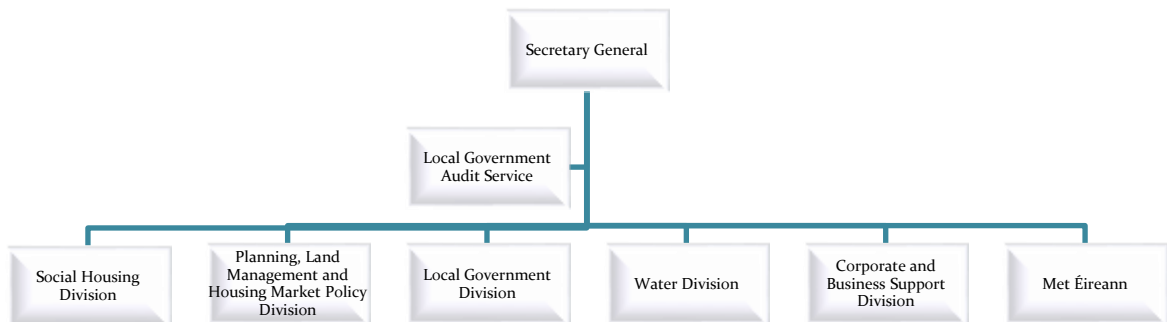 Secretary General
Local Government
Audit Service
Social Housing
Division
Planning, Land
Management and
Housing Market Policy
Division
Local Government
Division
Water Division
Corporate and
Business Support
Division
Met Éireann